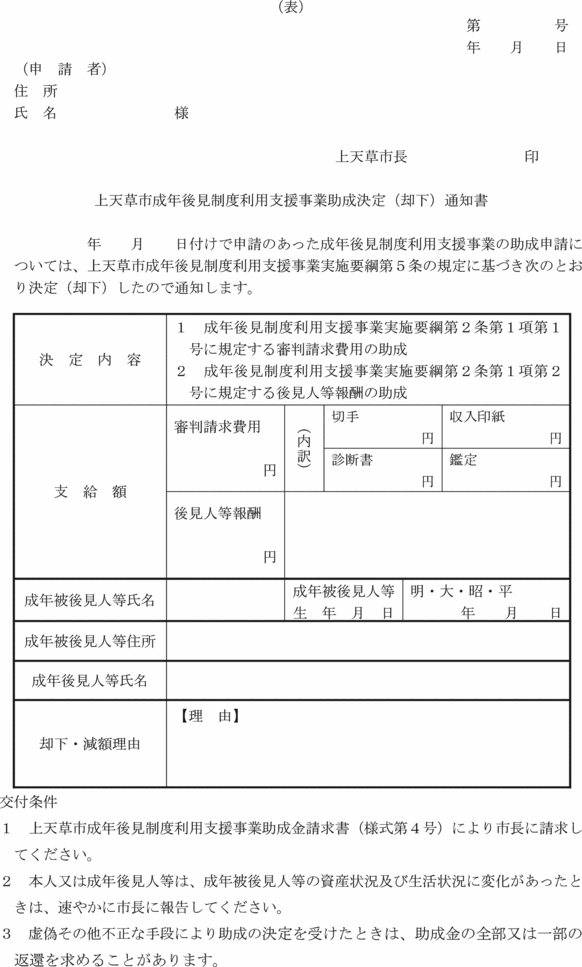 （表）
第　　　　　号
年　　月　　日
（申　請　者）
住　所
氏　名　　　　　　　　様
上天草市長　　　　　　　　印
上天草市成年後見制度利用支援事業助成決定（却下）通知書
年　　月　　日付けで申請のあった成年後見制度利用支援事業の助成申請に
ついては、上天草市成年後見制度利用支援事業実施要綱第５条の規定に基づき次のとお
り決定（却下）したので通知します。
決　定　内　容
１　成年後見制度利用支援事業実施要綱第２条第１項第１
号に規定する審判請求費用の助成
２　成年後見制度利用支援事業実施要綱第２条第１項第２
号に規定する後見人等報酬の助成
支　給　額
審判請求費用
円
（内訳）
切手
円
収入印紙
円
診断書
円
鑑定
円
後見人等報酬
円
成年被後見人等氏名
成年被後見人等
生　年　月　日
明・大・昭・平
年　　月　　日
成年被後見人等住所
成年後見人等氏名
却下・減額理由
【理　由】
交付条件
１　上天草市成年後見制度利用支援事業助成金請求書（様式第４号）により市長に請求し
てください。
２　本人又は成年後見人等は、成年被後見人等の資産状況及び生活状況に変化があったと
きは、速やかに市長に報告してください。
３　虚偽その他不正な手段により助成の決定を受けたときは、助成金の全部又は一部の
返還を求めることがあります。